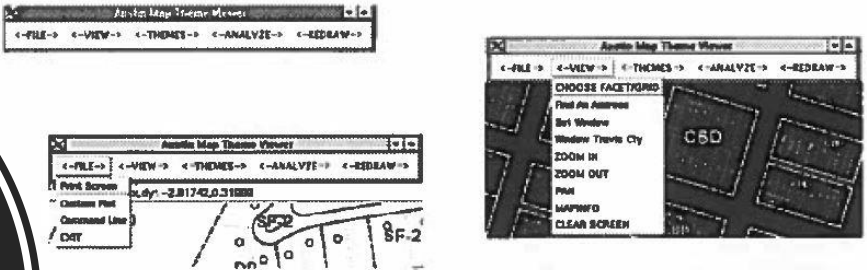 Austin Map Theme Viewer
<-FILE-> <-VIEW-> <-THEMES-> <-ANALYZE-> <-REDRAW->
Austin Map Theme Viewer
<-FILE-> <-VIEW-> <-THEMES-> <-ANALYZE-> <-REDRAW->
Print Screen
Custom Plot
Command Line
EXIT
SF-2
SF-2
Austin Map Theme Viewer
<-FILE-> <-VIEW-> <-THEMES-> <-ANALYZE-> <-REDRAW->
CHOOSE FACET/GRID
Find An Address
Set Window
Window Travis Cty
ZOOM IN
ZOOM OUT
PAN
MAPINFO
CLEAR SCREEN
CBD